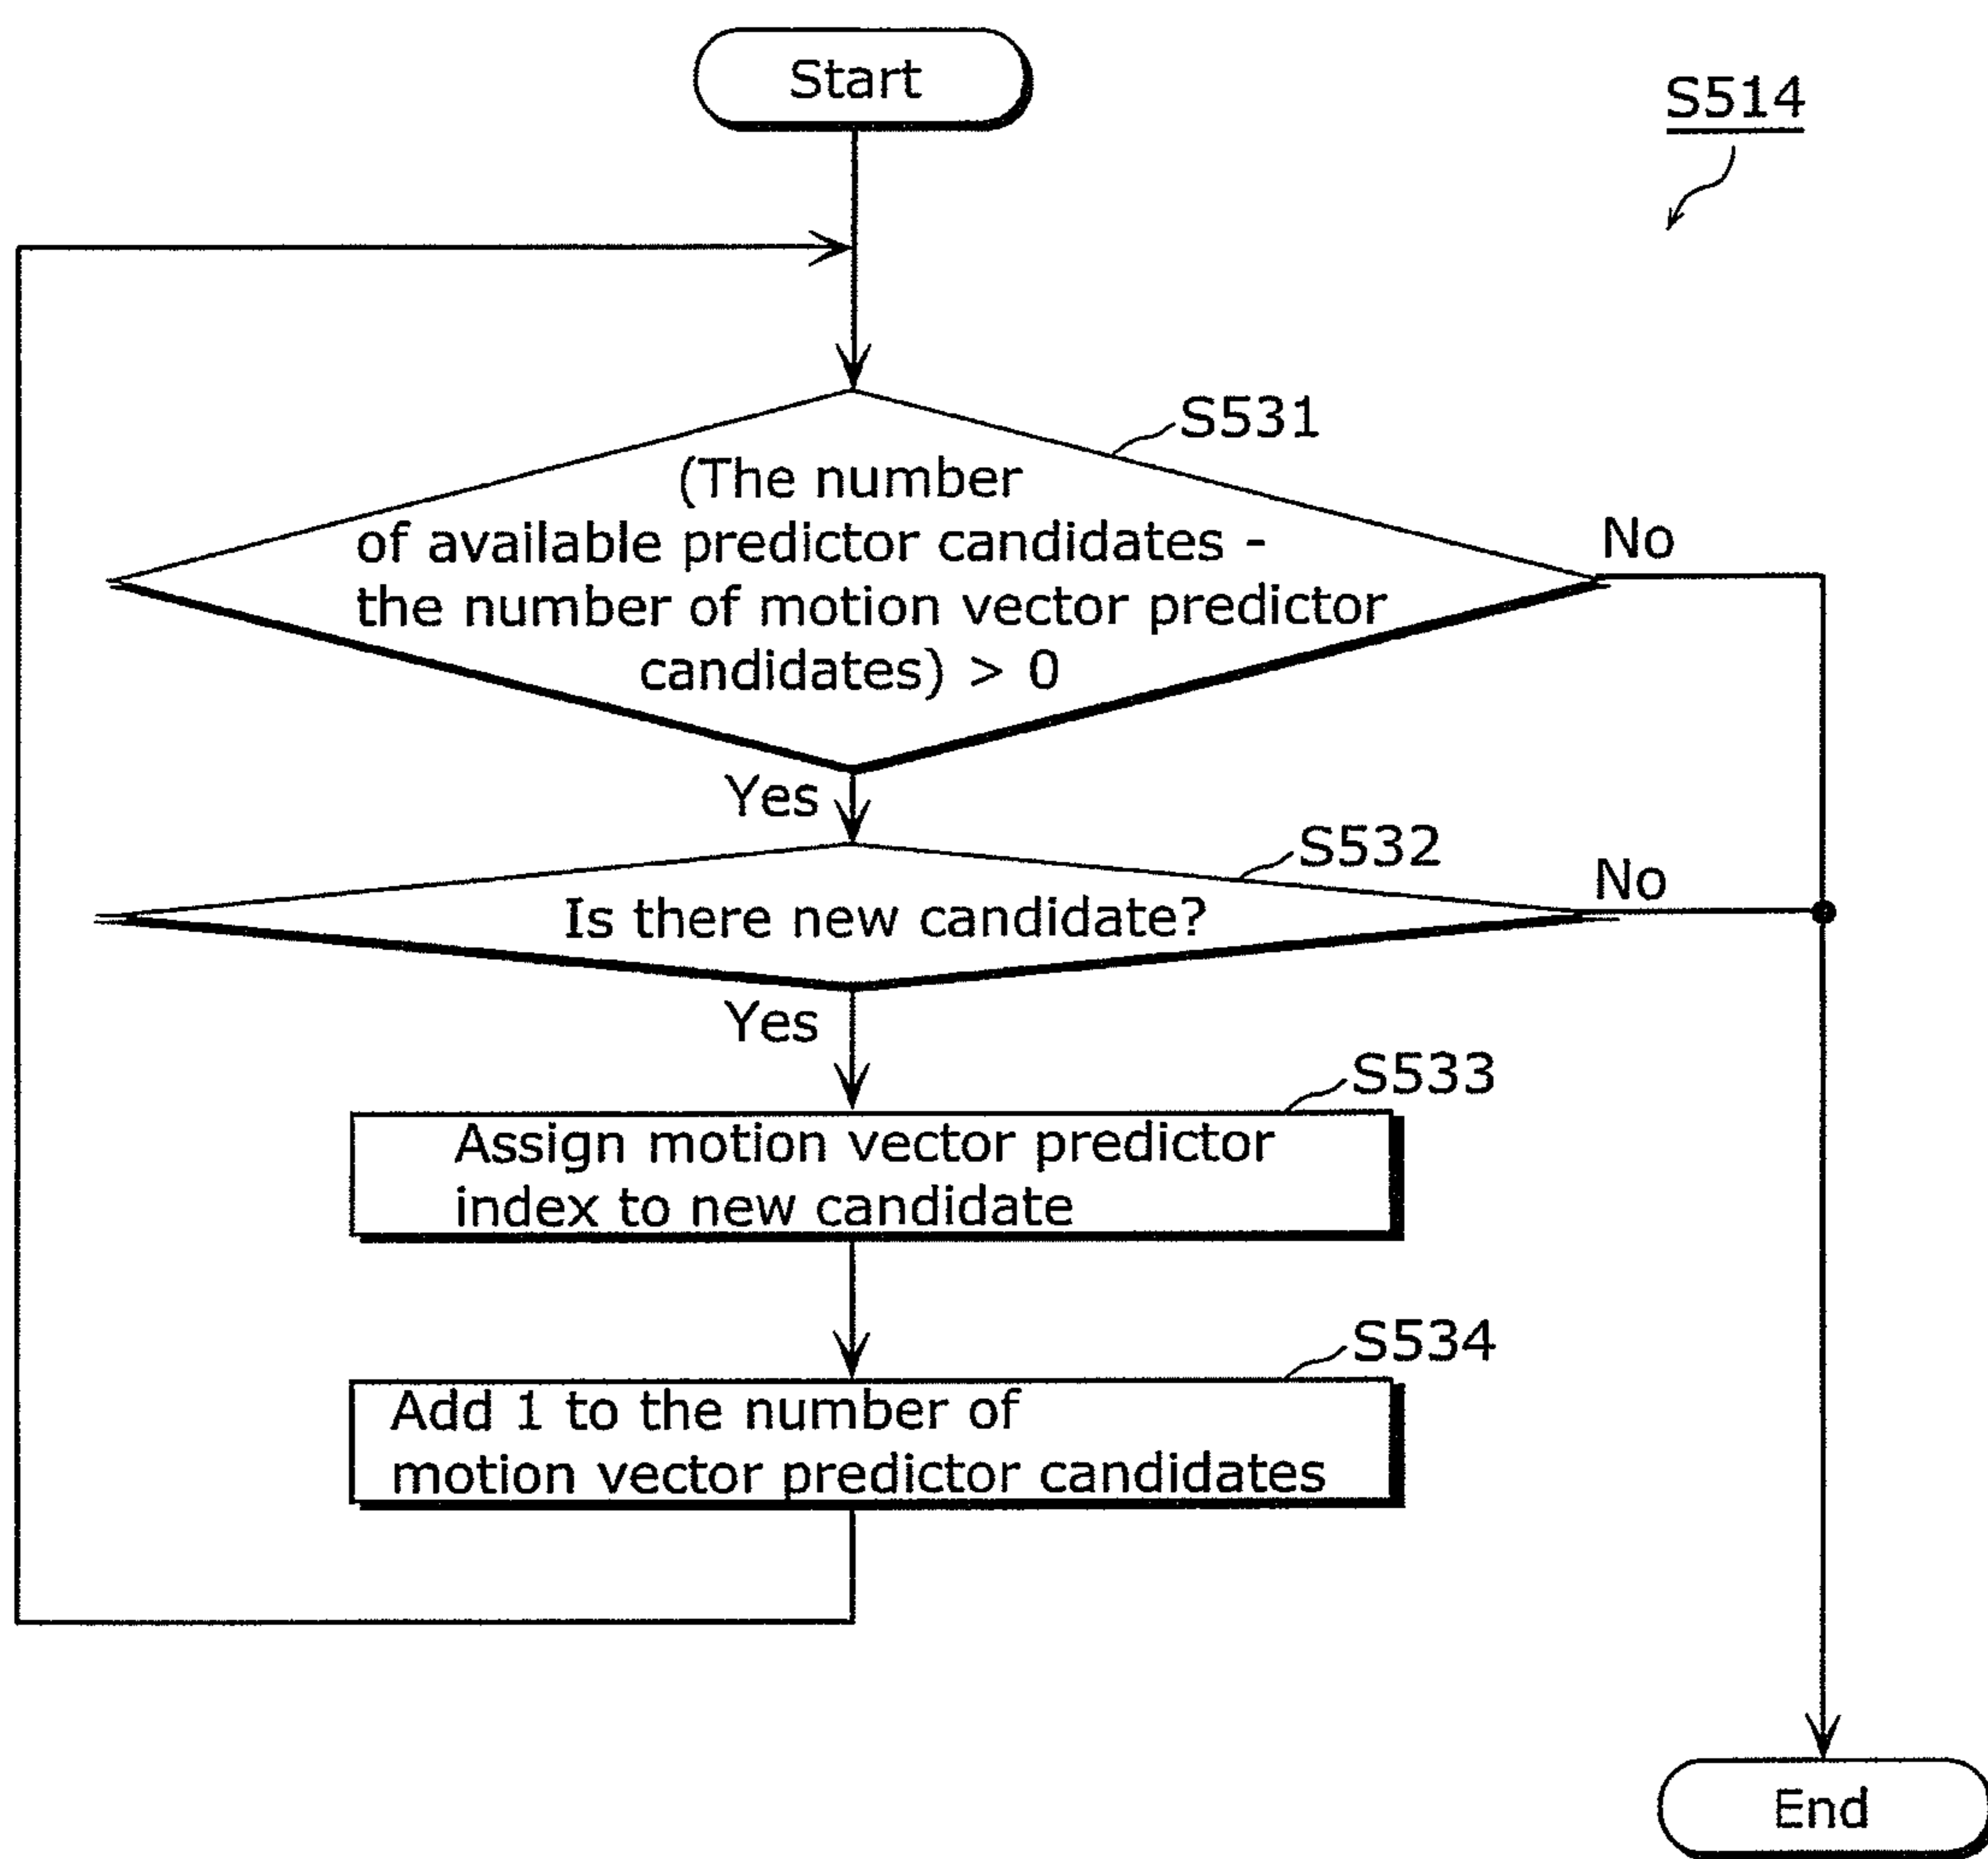 Start
S514
S531
(The number
of available predictor candidates -
the number of motion vector predictor
candidates) > 0
No
Yes
S532
Is there new candidate?
No
Yes
S533
Assign motion vector predictor
index to new candidate
S534
Add 1 to the number of
motion vector predictor candidates
End